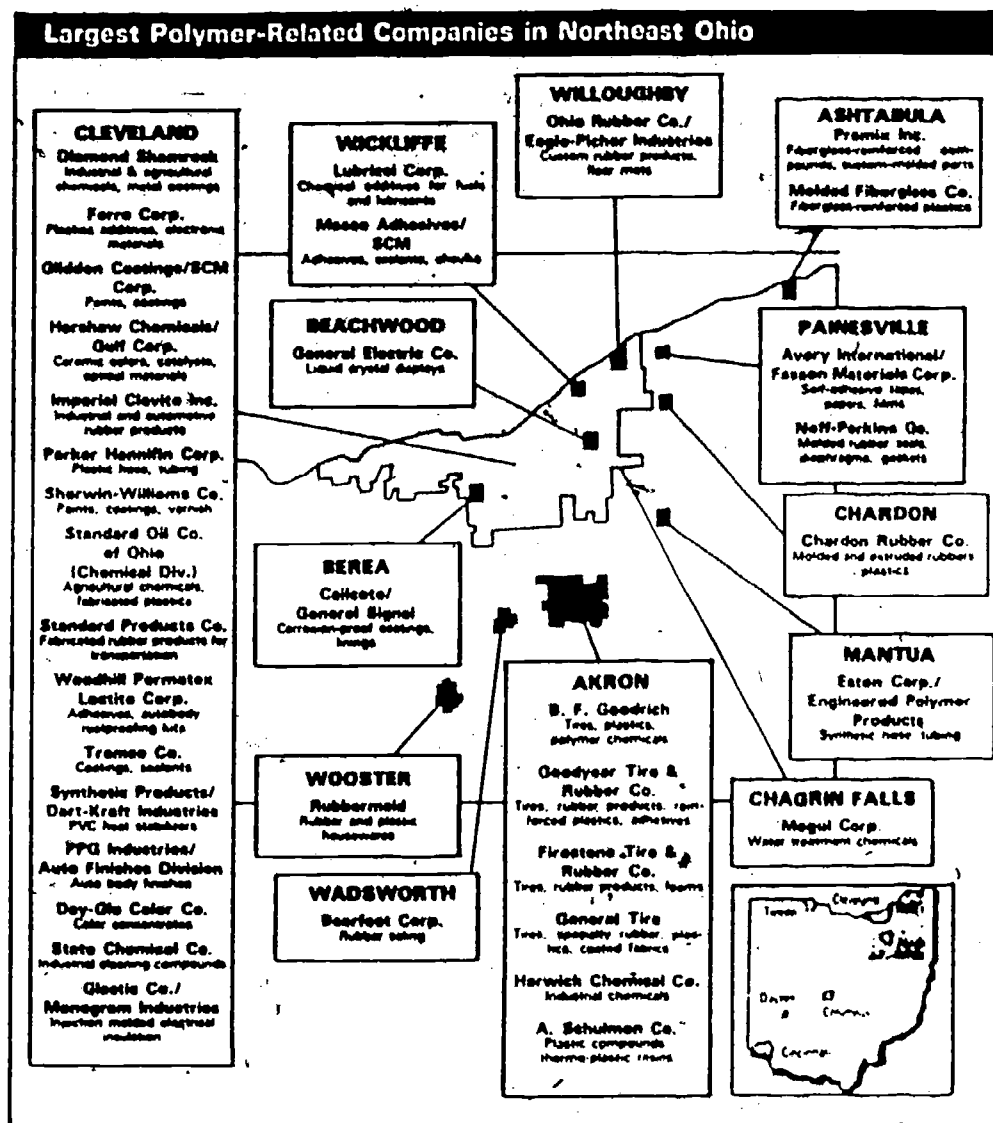 Largest Polymer-Related Companies in Northeast Ohio
CLEVELAND
Diamond Shamrock
Industrial & agricultural
chemicals, metal coatings
Ferro Corp.
Plastics additives, electronic
materials
Glidden Coatings/SCM
Corp.
Paints, coatings
Harshaw Chemicals/
Gulf Corp.
Ceramic colors, catalysts,
optical materials
Imperial Clevite Inc.
Industrial and automotive
rubber products
Parker Hannifin Corp.
Plastic hose, tubing
Sherwin-Williams Co.
Paints, coatings, varnish
Standard Oil Co.
of Ohio
(Chemical Div.)
Agricultural chemicals,
fabricated plastics
Standard Products Co.
Fabricated rubber products for
transportation
Woodhill Permatex
Loctite Corp.
Adhesives, autobody
rustproofing kits
Tremco Co.
Coatings, sealants
Synthetic Products/
Dart-Kraft Industries
PVC heat stabilizers
PPG Industries/
Auto Finishes Division
Auto body finishes
Day-Glo Color Co.
Color concentrates
State Chemical Co.
Industrial cleaning compounds
Glastic Co./
Monogram Industries
Injection molded electrical
insulation
WICKLIFFE
Lubrizol Corp.
Chemical additives for fuels
and lubricants
Macco Adhesives/
SCM
Adhesives, sealants, caulks
BEACHWOOD
General Electric Co.
Liquid crystal displays
WILLOUGHBY
Ohio Rubber Co./
Eagle-Picher Industries
Custom rubber products,
floor mats
ASHTABULA
Premix Inc.
Fiberglass-reinforced com-
pounds, custom-molded parts
Molded Fiberglass Co.
Fiberglass-reinforced plastics
PAINESVILLE
Avery International/
Fasson Materials Corp.
Self-adhesive tapes,
papers, films
Neff-Perkins Co.
Molded rubber seals,
diaphragms, gaskets
CHARDON
Chardon Rubber Co.
Molded and extruded rubbers
plastics
MANTUA
Eaton Corp./
Engineered Polymer
Products
Synthetic hose tubing
CHAGRIN FALLS
Mogul Corp.
Water treatment chemicals
BEREA
Ceilcote/
General Signal
Corrosion-proof coatings,
linings
WOOSTER
Rubbermaid
Rubber and plastic
housewares
WADSWORTH
Bearfoot Corp.
Rubber soling
AKRON
B. F. Goodrich
Tires, plastics,
polymer chemicals
Goodyear Tire &
Rubber Co.
Tires, rubber products, rein-
forced plastics, adhesives
Firestone Tire &
Rubber Co.
Tires, rubber products, foams
General Tire
Tires, specialty rubber, plas-
tics, coated fabrics
Harwick Chemical Co.
Industrial chemicals
A. Schulman Co.
Plastic compounds
thermo-plastic resins
Toledo
Cleveland
Dayton
Columbus
Cincinnati